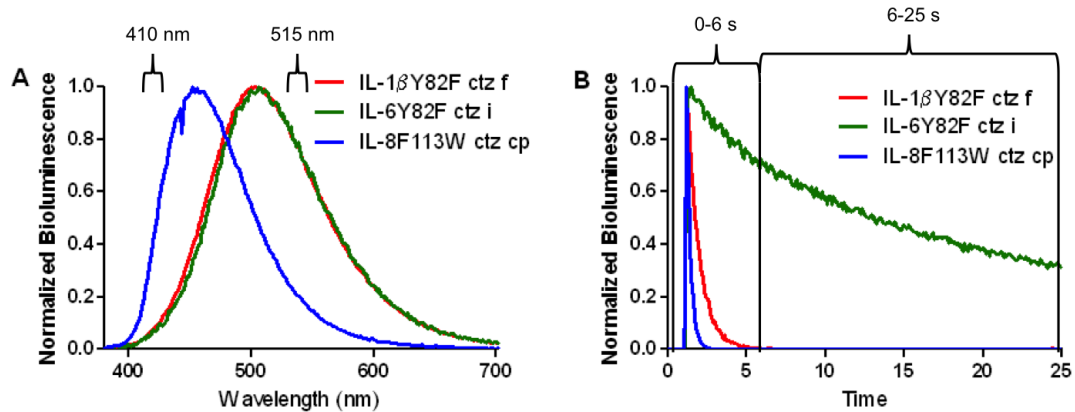 410 nm
515 nm
A
IL-1βY82F ctz f
IL-6Y82F ctz i
IL-8F113W ctz cp
Normalized Bioluminescence
1.0
0.8
0.6
0.4
0.2
0.0
400
500
600
700
Wavelength (nm)
0-6 s
6-25 s
B
IL-1βY82F ctz f
IL-6Y82F ctz i
IL-8F113W ctz cp
Normalized Bioluminescence
1.0
0.8
0.6
0.4
0.2
0.0
0
5
10
15
20
25
Time